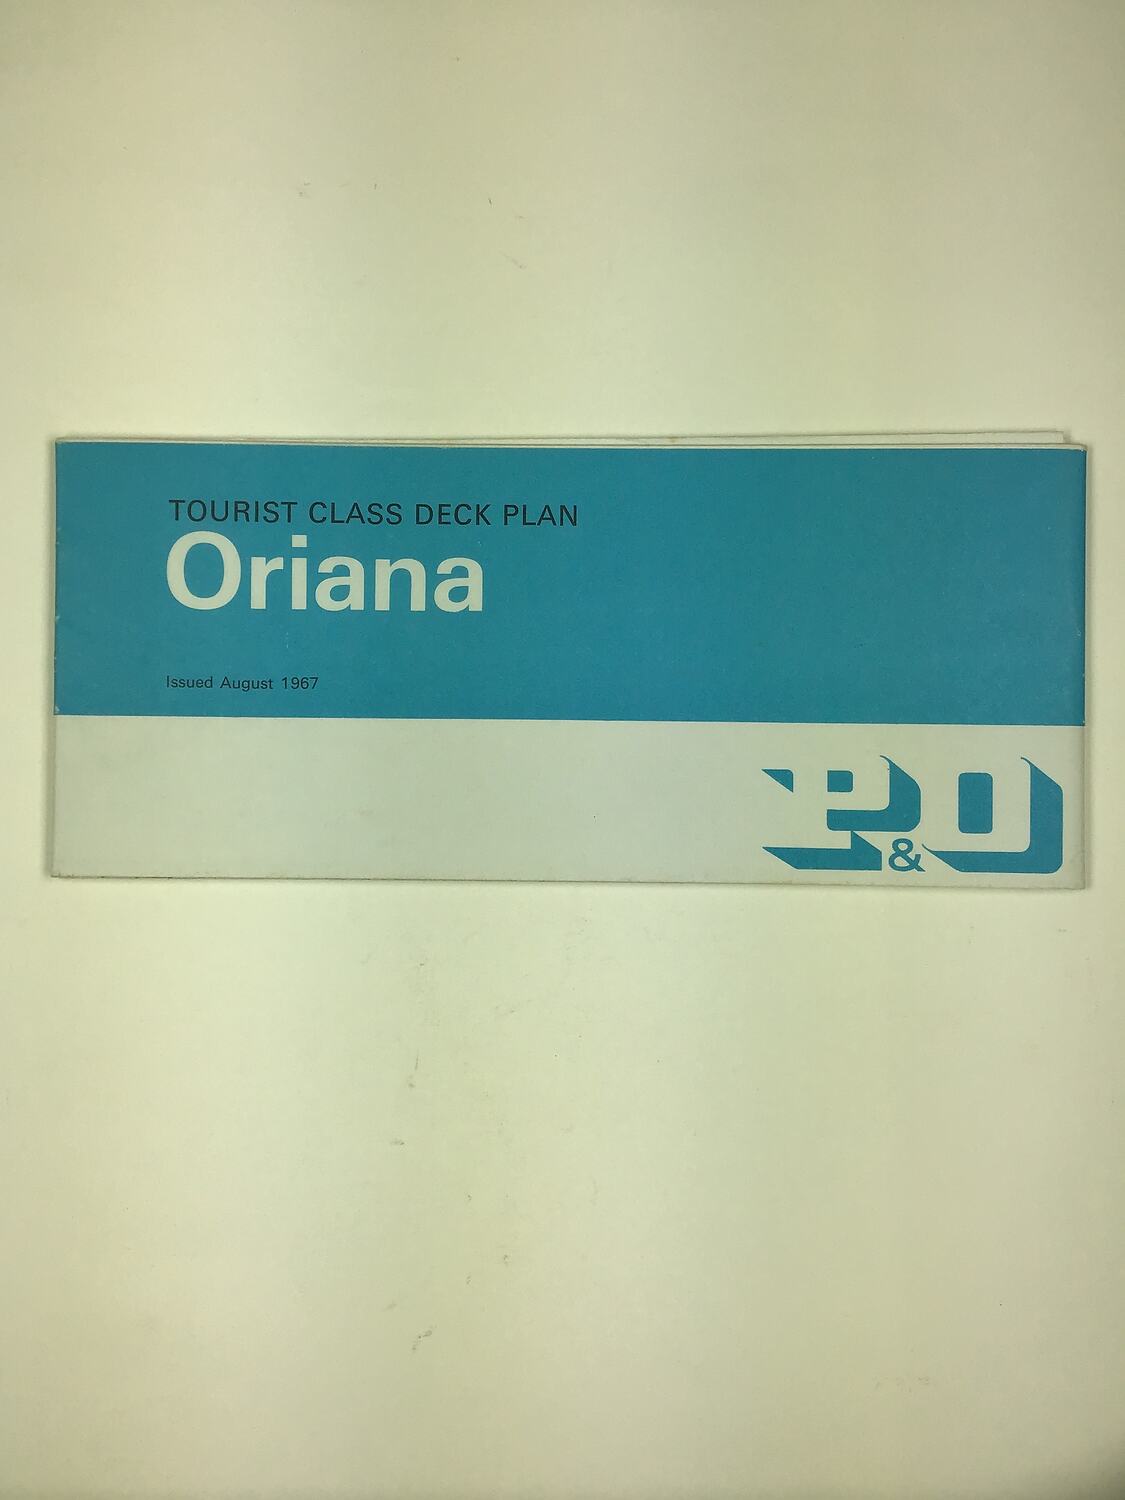 TOURIST CLASS DECK PLAN
Oriana
Issued August 1967
P&O